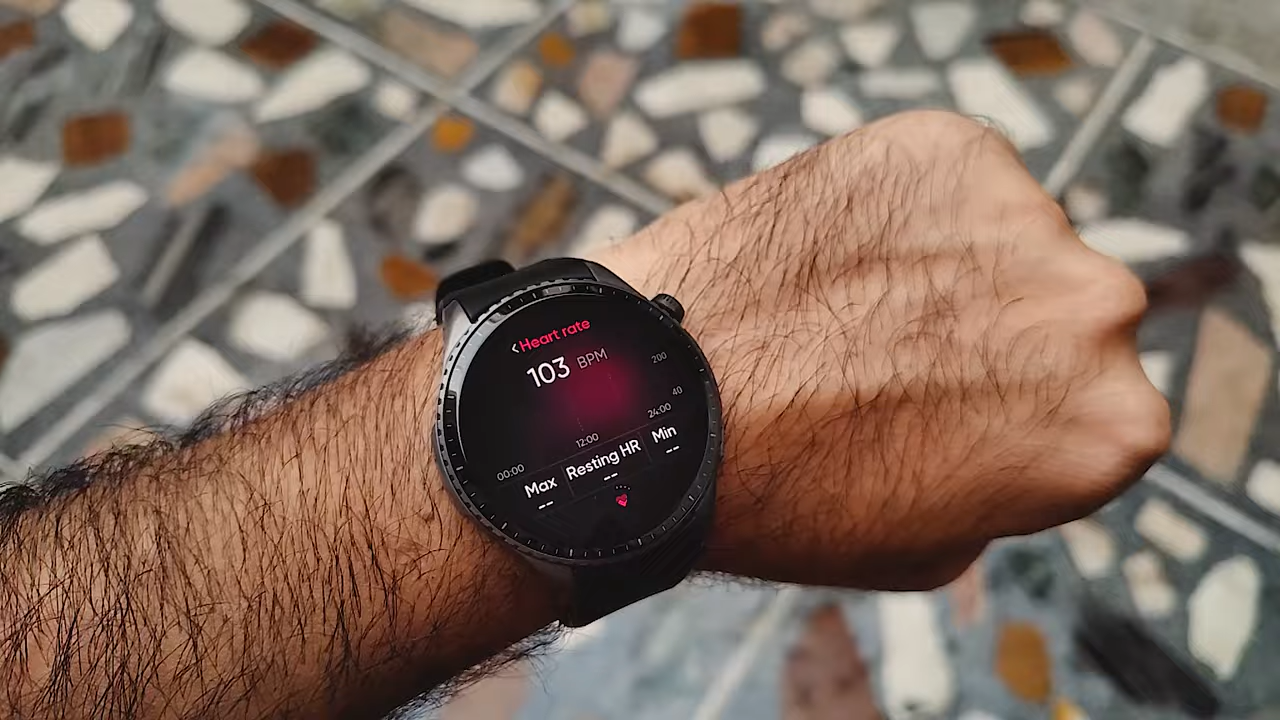 <Heart rate
103 BPM
200
40
00:00 12:00 24:00
Max Resting HR Min
-- -- --